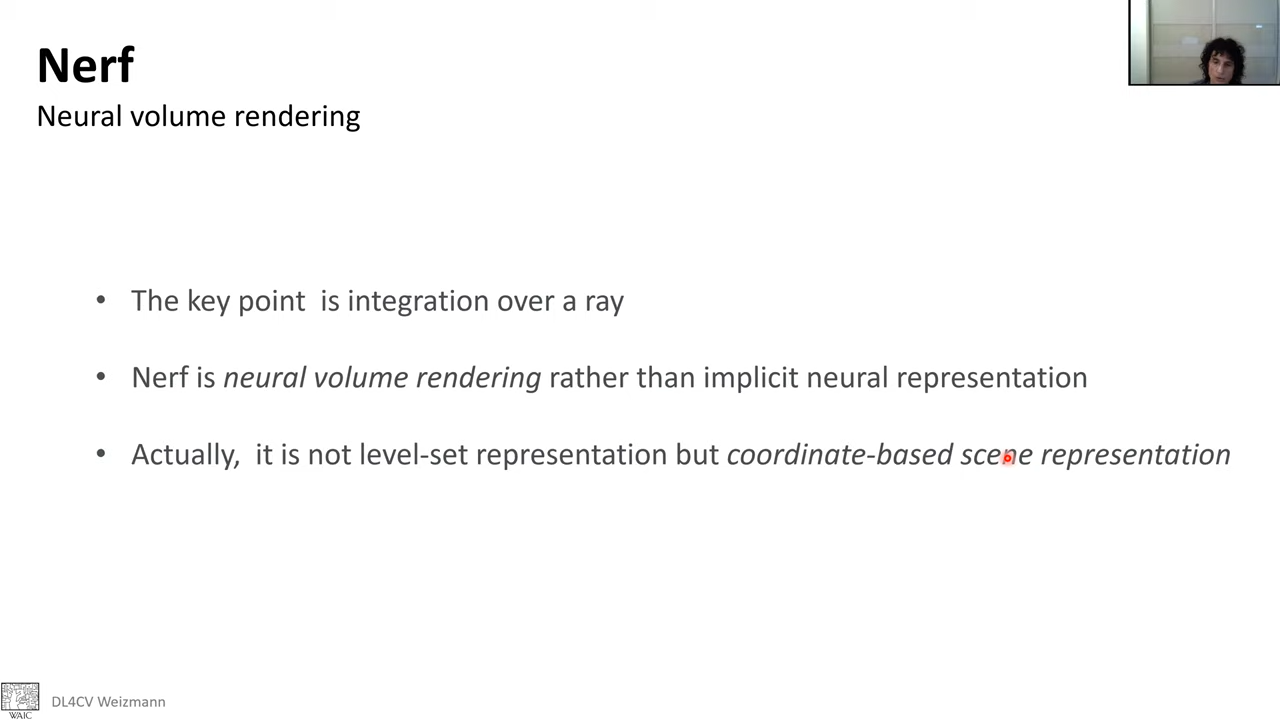 Nerf
Neural volume rendering
• The key point  is integration over a ray
• Nerf is neural volume rendering rather than implicit neural representation
• Actually,  it is not level-set representation but coordinate-based scene representation
WAIC
DL4CV Weizmann